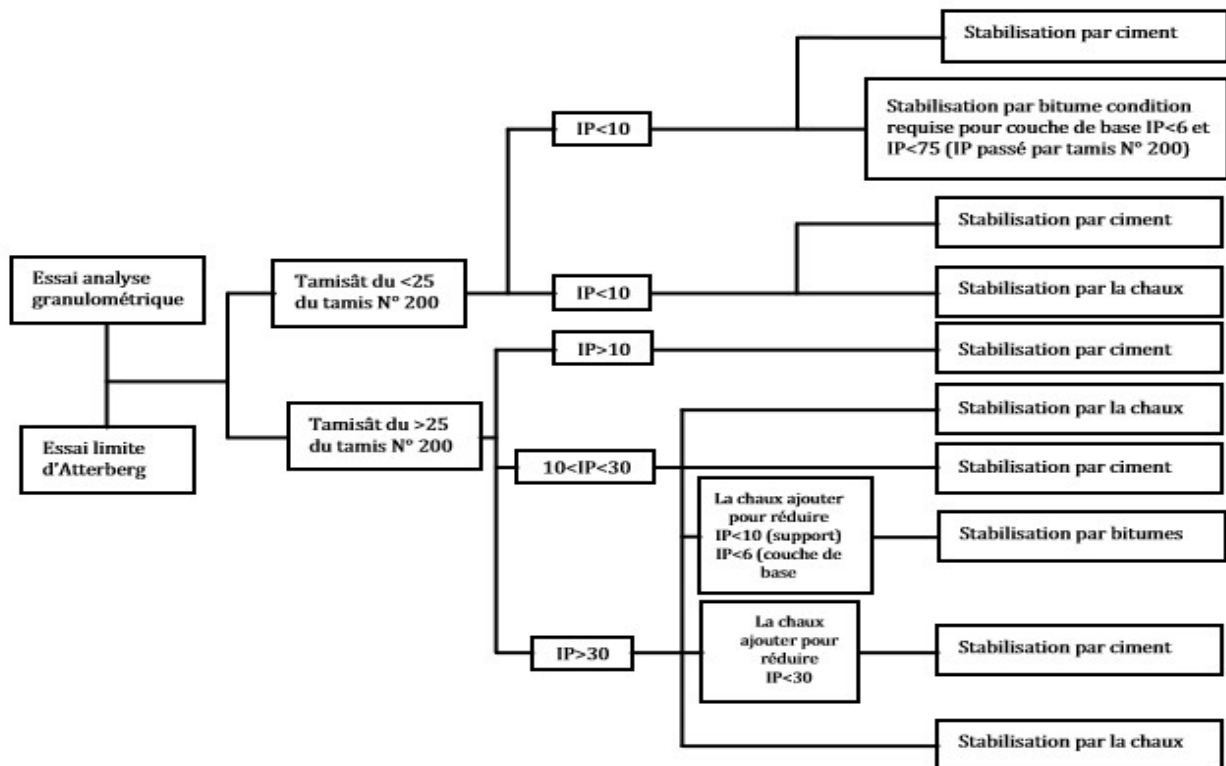 Essai analyse
granulométrique
Essai limite
d'Atterberg
Tamisât du <25
du tamis N° 200
Tamisât du >25
du tamis N° 200
IP<10
IP<10
IP>10
10<IP<30
IP>30
La chaux ajouter
pour réduire
IP<10 (support)
IP<6 (couche de
base
La chaux
ajouter pour
réduire
IP<30
Stabilisation par ciment
Stabilisation par bitume condition
requise pour couche de base IP<6 et
IP<75 (IP passé par tamis N° 200)
Stabilisation par ciment
Stabilisation par la chaux
Stabilisation par ciment
Stabilisation par la chaux
Stabilisation par ciment
Stabilisation par bitumes
Stabilisation par ciment
Stabilisation par la chaux